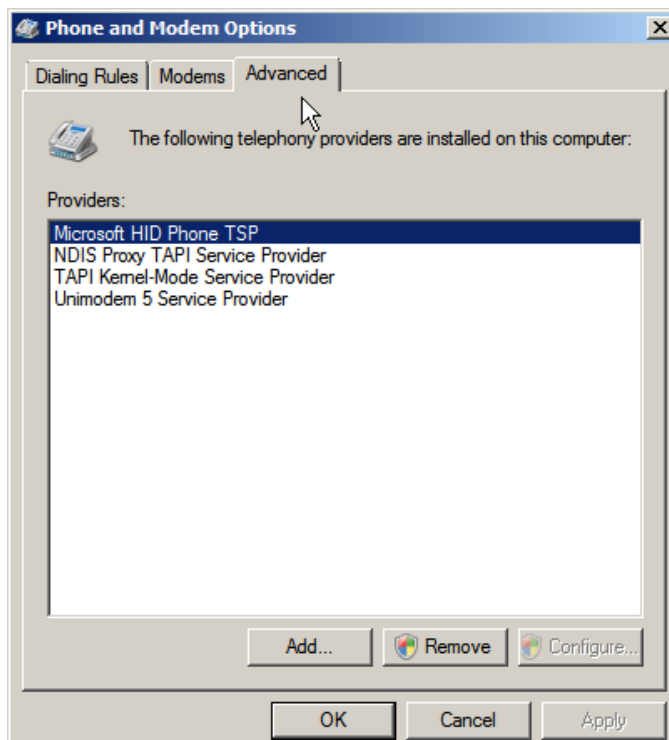 Phone and Modem Options
Dialing Rules Modems Advanced
The following telephony providers are installed on this computer:
Providers:
Microsoft HID Phone TSP
NDIS Proxy TAPI Service Provider
TAPI Kernel-Mode Service Provider
Unimodem 5 Service Provider
Add... Remove Configure...
OK Cancel Apply